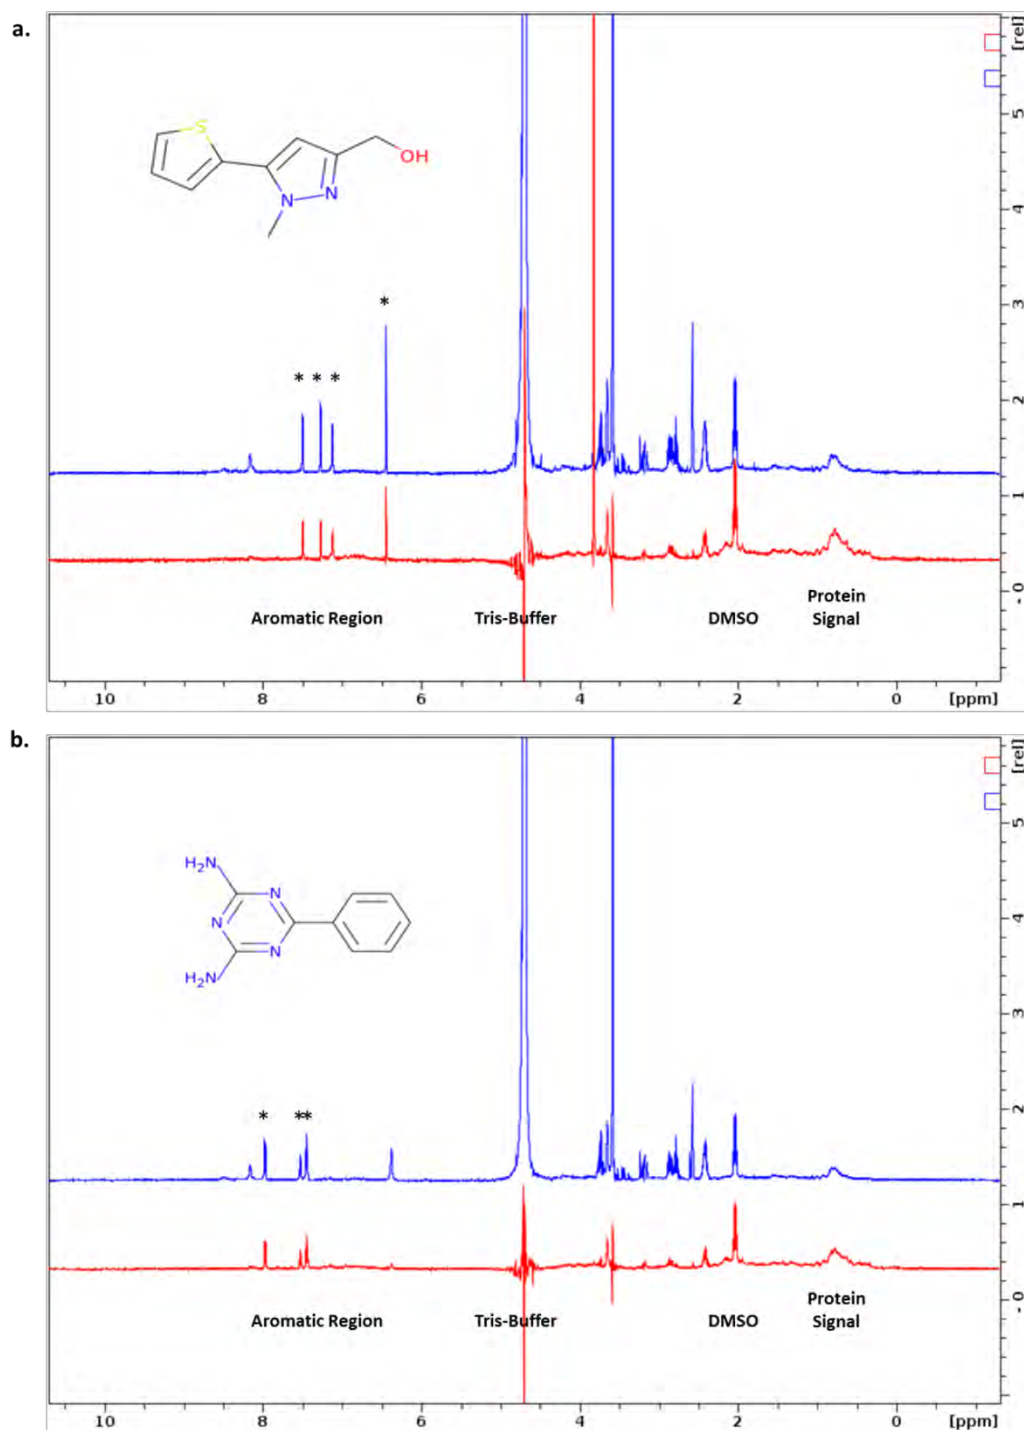 a.
[rel]
5
4
3
2
1
- 0
S
N
N
OH
*
* * *
Aromatic Region
Tris-Buffer
DMSO
Protein
Signal
10 8 6 4 2 0 [ppm]
b.
[rel]
5
4
3
2
1
- 0
H₂N
N
N
N
H₂N
* **
Aromatic Region
Tris-Buffer
DMSO
Protein
Signal
10 8 6 4 2 0 [ppm]